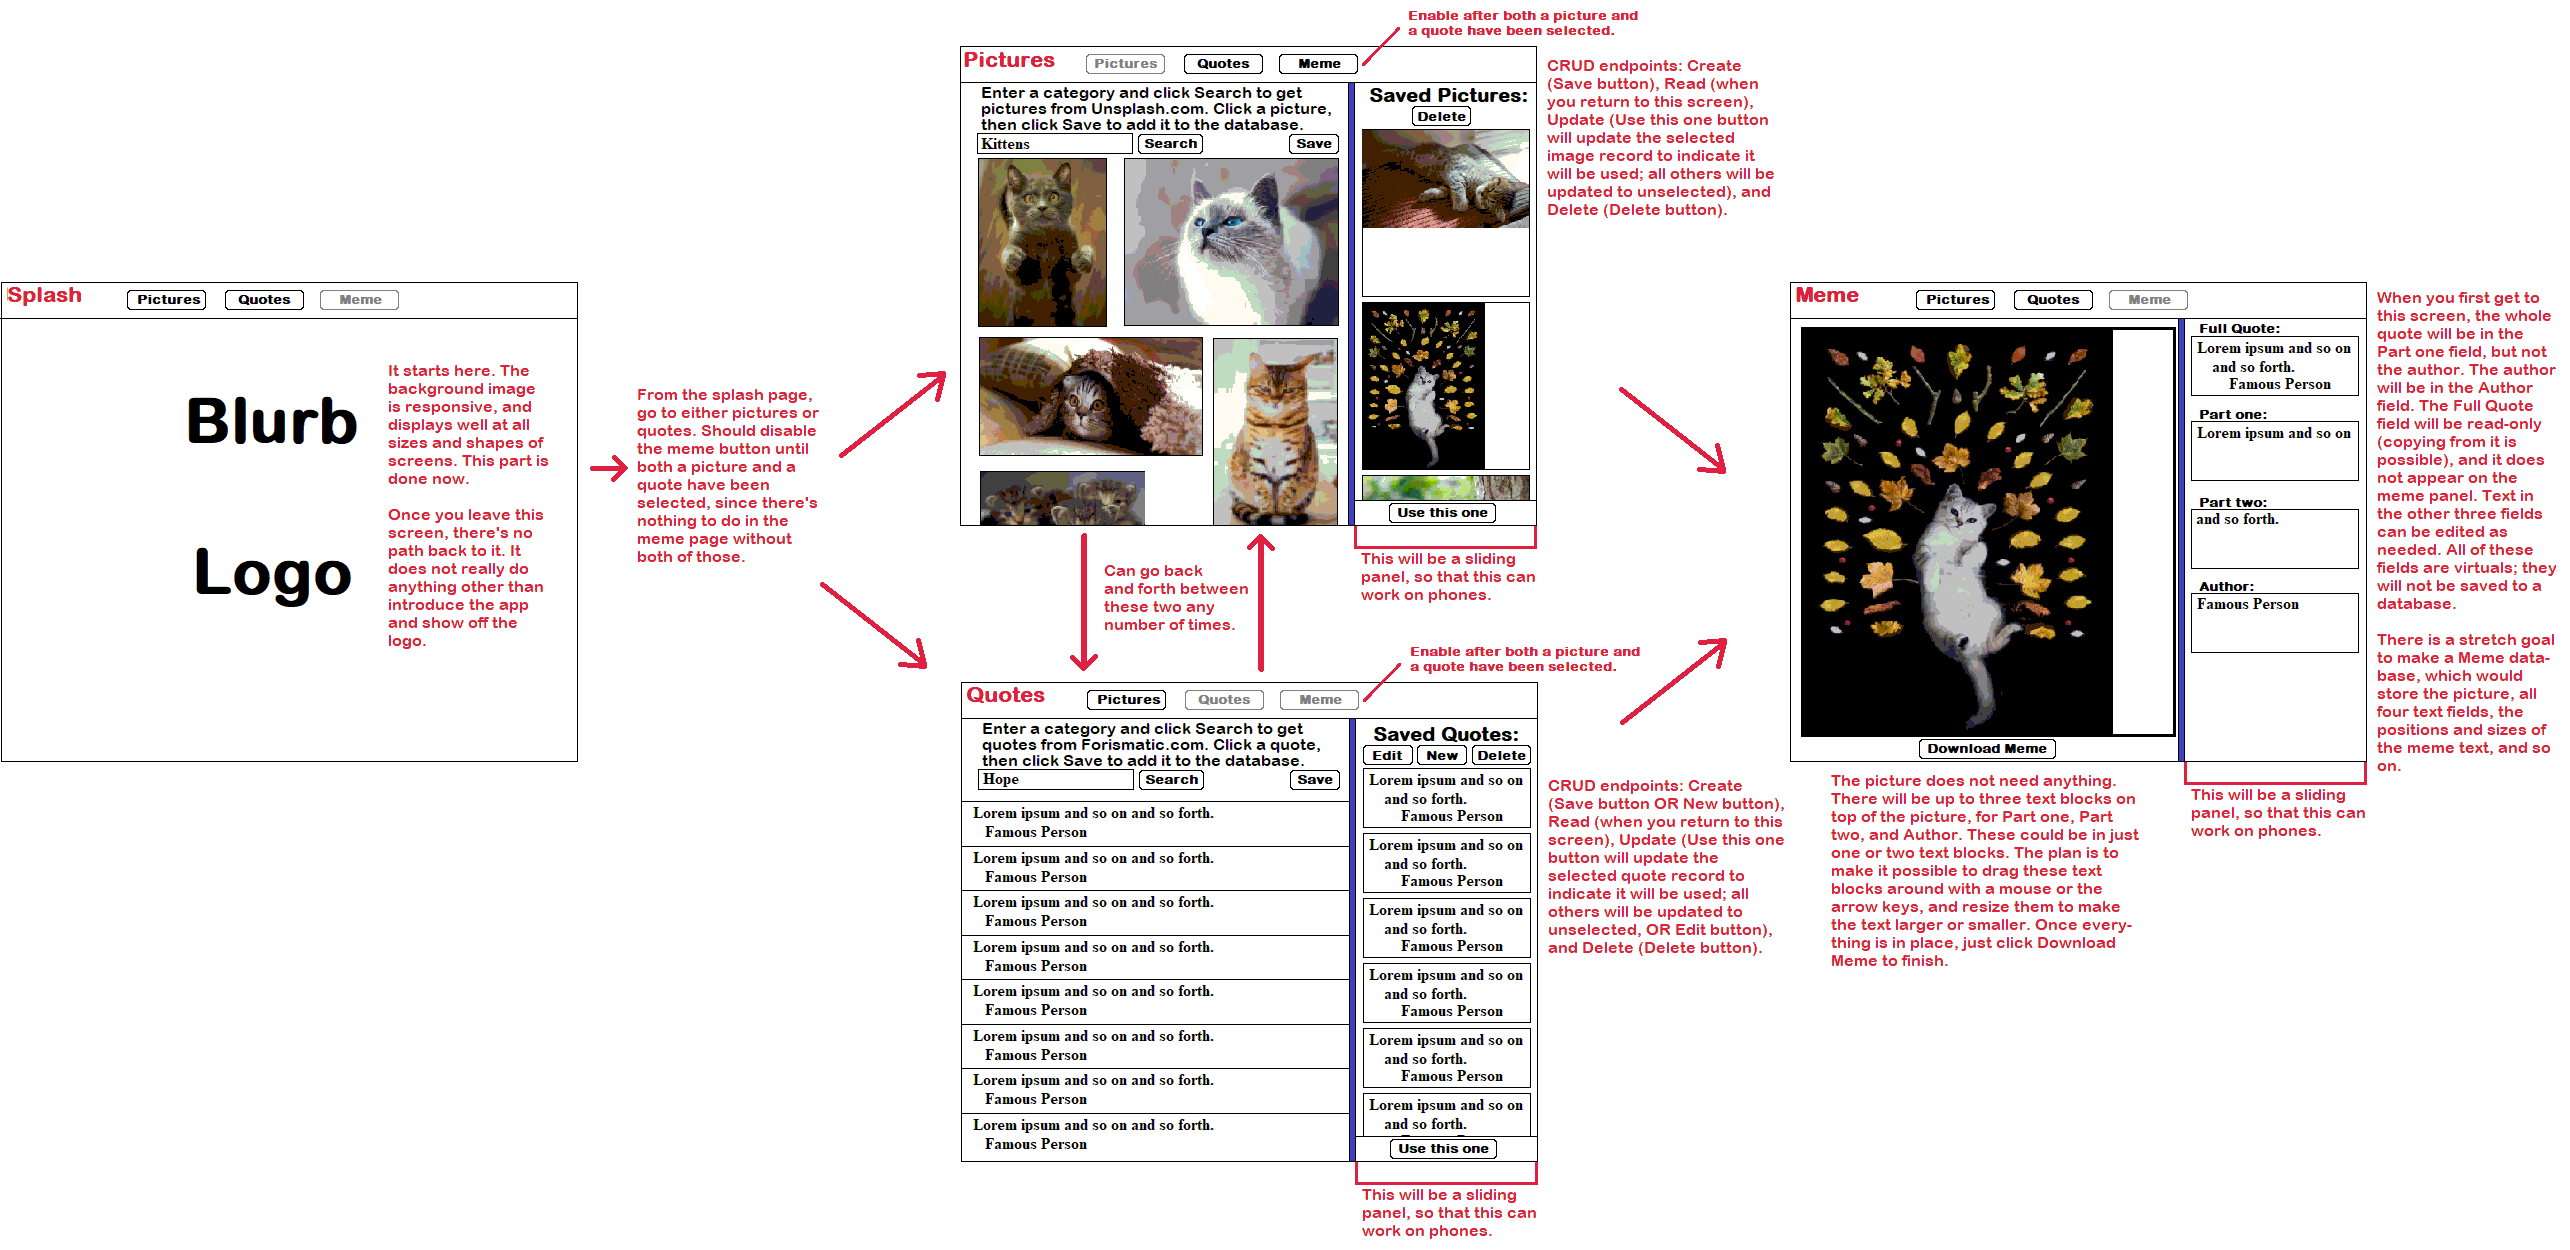 Splash
Pictures
Quotes
Meme
Blurb
Logo
It starts here. The
background image
is responsive, and
displays well at all
sizes and shapes of
screens. This part is
done now.
Once you leave this
screen, there's no
path back to it. It
does not really do
anything other than
introduce the app
and show off the
logo.
From the splash page,
go to either pictures or
quotes. Should disable
the meme button until
both a picture and a
quote have been
selected, since there's
nothing to do in the
meme page without
both of those.
Enable after both a picture and
a quote have been selected.
Pictures
Pictures
Quotes
Meme
Enter a category and click Search to get
pictures from Unsplash.com. Click a picture,
then click Save to add it to the database.
Kittens
Search
Save
Saved Pictures:
Delete
Use this one
CRUD endpoints: Create
(Save button), Read (when
you return to this screen),
Update (Use this one button
will update the selected
image record to indicate it
will be used; all others will be
updated to unselected), and
Delete (Delete button).
This will be a sliding
panel, so that this can
work on phones.
Can go back
and forth between
these two any
number of times.
Enable after both a picture and
a quote have been selected.
Quotes
Pictures
Quotes
Meme
Enter a category and click Search to get
quotes from Forismatic.com. Click a quote,
then click Save to add it to the database.
Hope
Search
Save
Lorem ipsum and so on and so forth.
Famous Person
Lorem ipsum and so on and so forth.
Famous Person
Lorem ipsum and so on and so forth.
Famous Person
Lorem ipsum and so on and so forth.
Famous Person
Lorem ipsum and so on and so forth.
Famous Person
Lorem ipsum and so on and so forth.
Famous Person
Lorem ipsum and so on and so forth.
Famous Person
Lorem ipsum and so on and so forth.
Famous Person
Saved Quotes:
Edit
New
Delete
Lorem ipsum and so on
and so forth.
Famous Person
Lorem ipsum and so on
and so forth.
Famous Person
Lorem ipsum and so on
and so forth.
Famous Person
Lorem ipsum and so on
and so forth.
Famous Person
Lorem ipsum and so on
and so forth.
Famous Person
Lorem ipsum and so on
and so forth.
Use this one
CRUD endpoints: Create
(Save button OR New button),
Read (when you return to this
screen), Update (Use this one
button will update the
selected quote record to
indicate it will be used; all
others will be updated to
unselected, OR Edit button),
and Delete (Delete button).
This will be a sliding
panel, so that this can
work on phones.
Meme
Pictures
Quotes
Meme
Download Meme
Full Quote:
Lorem ipsum and so on
and so forth.
Famous Person
Part one:
Lorem ipsum and so on
Part two:
and so forth.
Author:
Famous Person
The picture does not need anything.
There will be up to three text blocks on
top of the picture, for Part one, Part
two, and Author. These could be in just
one or two text blocks. The plan is to
make it possible to drag these text
blocks around with a mouse or the
arrow keys, and resize them to make
the text larger or smaller. Once every-
thing is in place, just click Download
Meme to finish.
This will be a sliding
panel, so that this can
work on phones.
When you first get to
this screen, the whole
quote will be in the
Part one field, but not
the author. The author
will be in the Author
field. The Full Quote
field will be read-only
(copying from it is
possible), and it does
not appear on the
meme panel. Text in
the other three fields
can be edited as
needed. All of these
fields are virtuals; they
will not be saved to a
database.
There is a stretch goal
to make a Meme data-
base, which would
store the picture, all
four text fields, the
positions and sizes of
the meme text, and so
on.